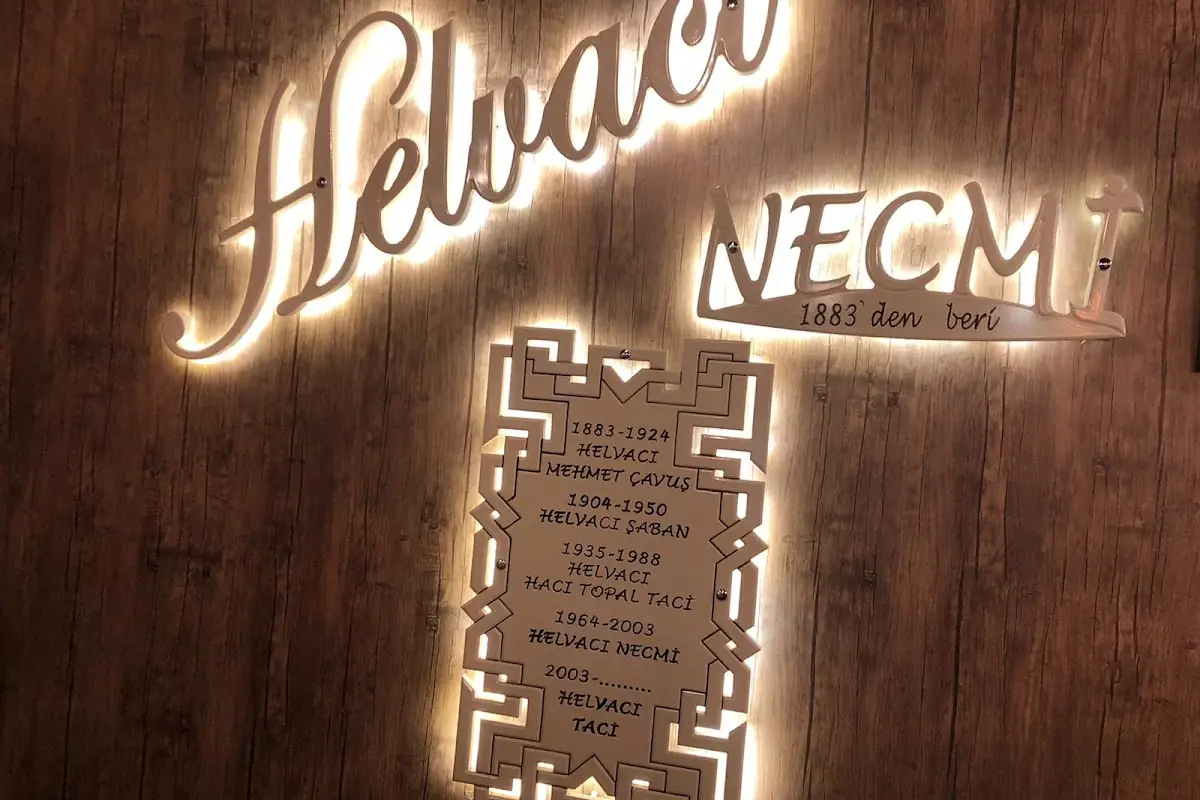 Helvacı
NECMİ
1883'den beri
1883-1924
HELVACI
MEHMET ÇAVUŞ
1904-1950
HELVACI ŞABAN
1935-1988
HELVACI
HACI TOPAL TACİ
1964-2003
HELVACI NECMİ
2003-.........
HELVACI
TACİ